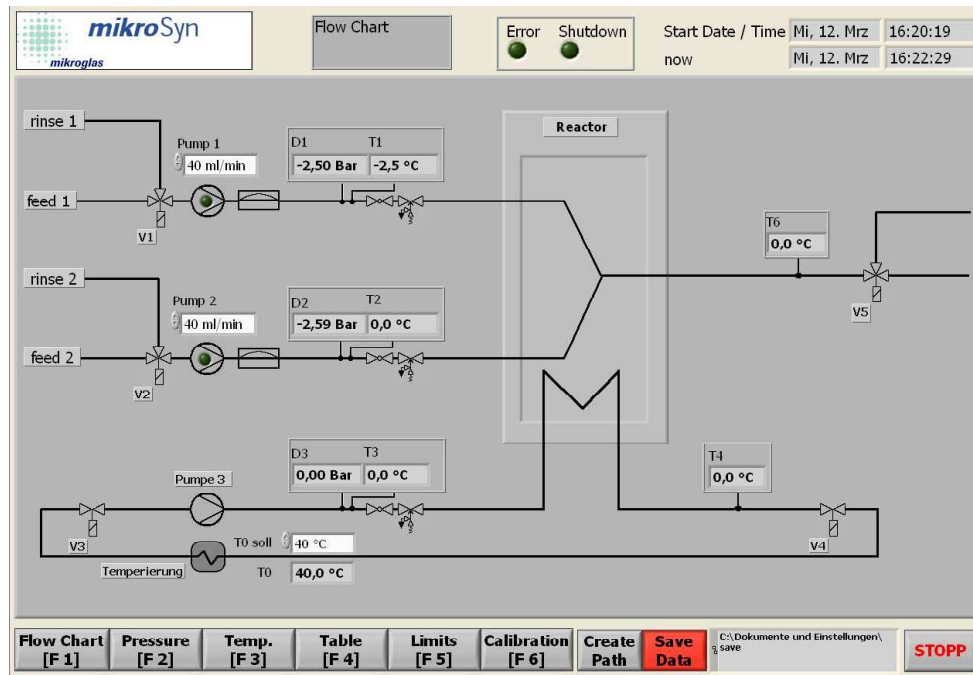 mikroSyn
mikroglas
Flow Chart
Error Shutdown
Start Date / Time Mi, 12. Mrz 16:20:19
now Mi, 12. Mrz 16:22:29
rinse 1
Reactor
Pump 1
40 ml/min
D1 T1
-2,50 Bar -2,5 °C
feed 1
V1
T6
0,0 °C
rinse 2
Pump 2
40 ml/min
D2 T2
-2,59 Bar 0,0 °C
V5
feed 2
V2
D3 T3
0,00 Bar 0,0 °C
T4
0,0 °C
Pumpe 3
V3
T0 soll 40 °C
V4
Temperierung
T0 40,0 °C
Flow Chart [F 1]
Pressure [F 2]
Temp. [F 3]
Table [F 4]
Limits [F 5]
Calibration [F 6]
Create Path
Save Data
C:\Dokumente und Einstellungen\
save
STOPP